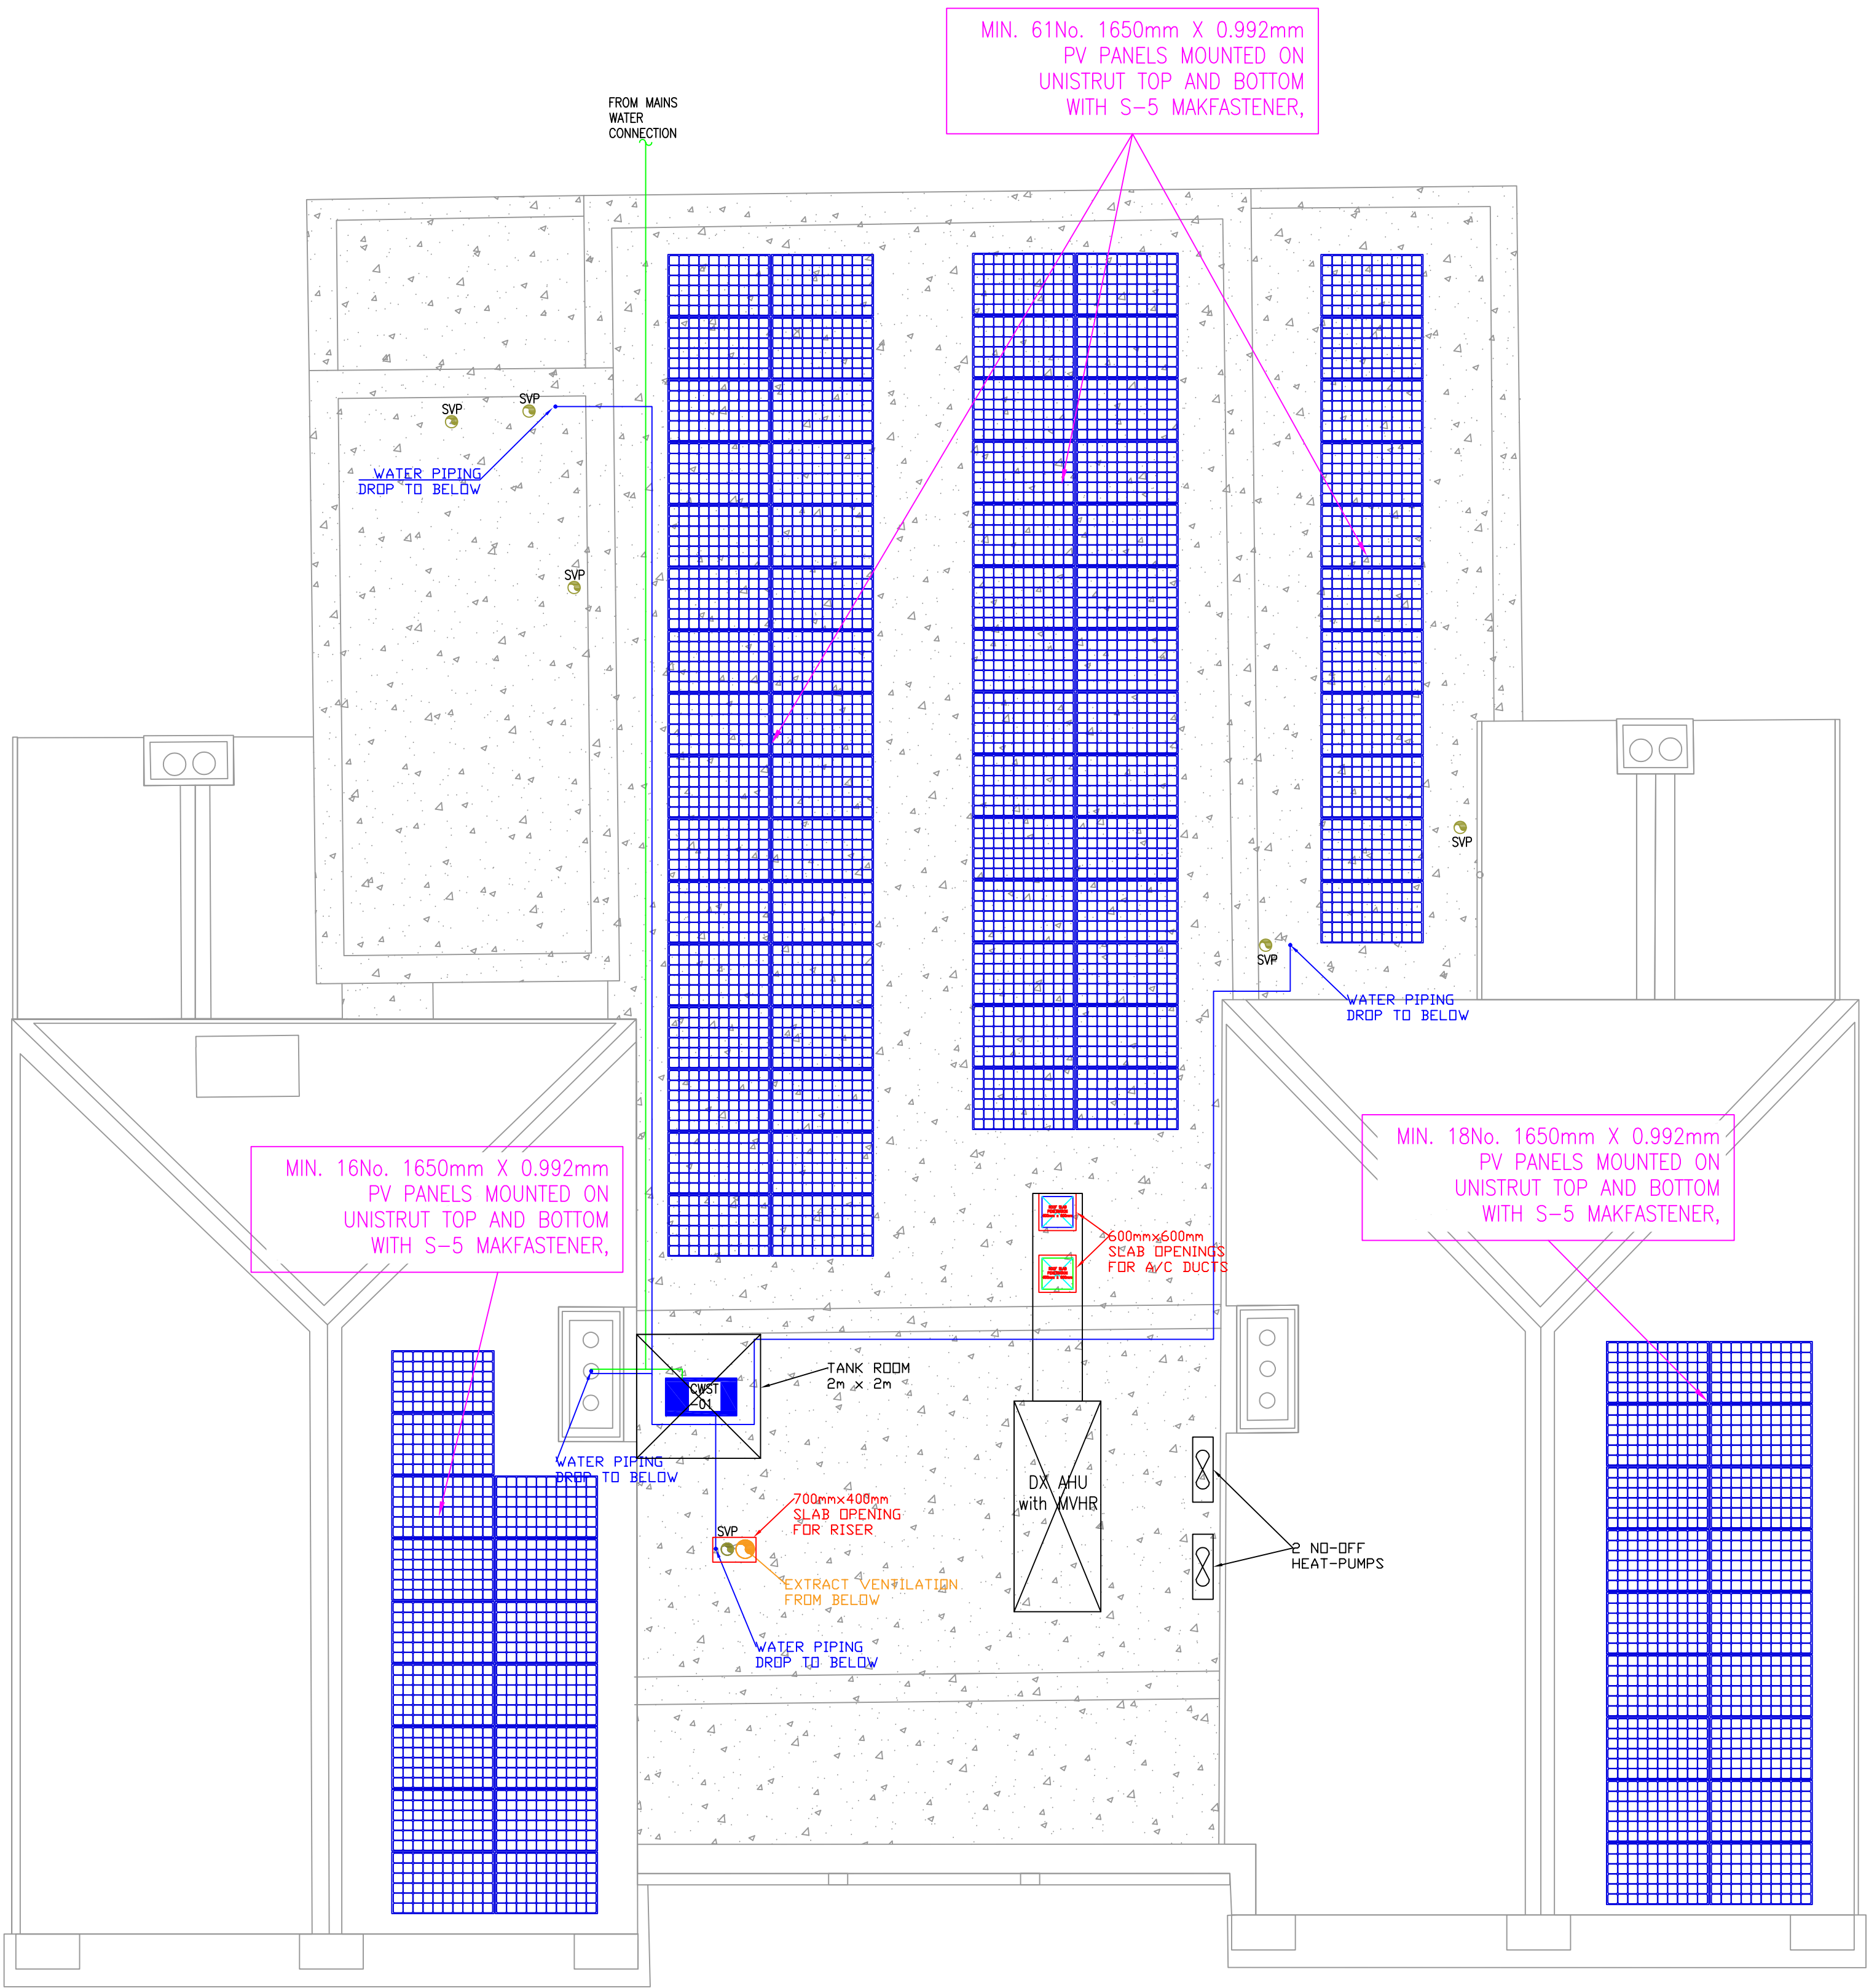 MIN. 61No. 1650mm X 0.992mm
PV PANELS MOUNTED ON
UNISTRUT TOP AND BOTTOM
WITH S-5 MAKFASTENER,
FROM MAINS
WATER
CONNECTION
SVP
SVP
WATER PIPING
DROP TO BELOW
SVP
SVP
SVP
WATER PIPING
DROP TO BELOW
MIN. 16No. 1650mm X 0.992mm
PV PANELS MOUNTED ON
UNISTRUT TOP AND BOTTOM
WITH S-5 MAKFASTENER,
MIN. 18No. 1650mm X 0.992mm
PV PANELS MOUNTED ON
UNISTRUT TOP AND BOTTOM
WITH S-5 MAKFASTENER,
600mmx600mm
SLAB OPENINGS
FOR A/C DUCTS
TANK ROOM
2m x 2m
CWST
-01
WATER PIPING
DROP TO BELOW
DX AHU
with MVHR
700mmx400mm
SLAB OPENING
FOR RISER
SVP
2 NO-OFF
HEAT-PUMPS
EXTRACT VENTILATION
FROM BELOW
WATER PIPING
DROP TO BELOW